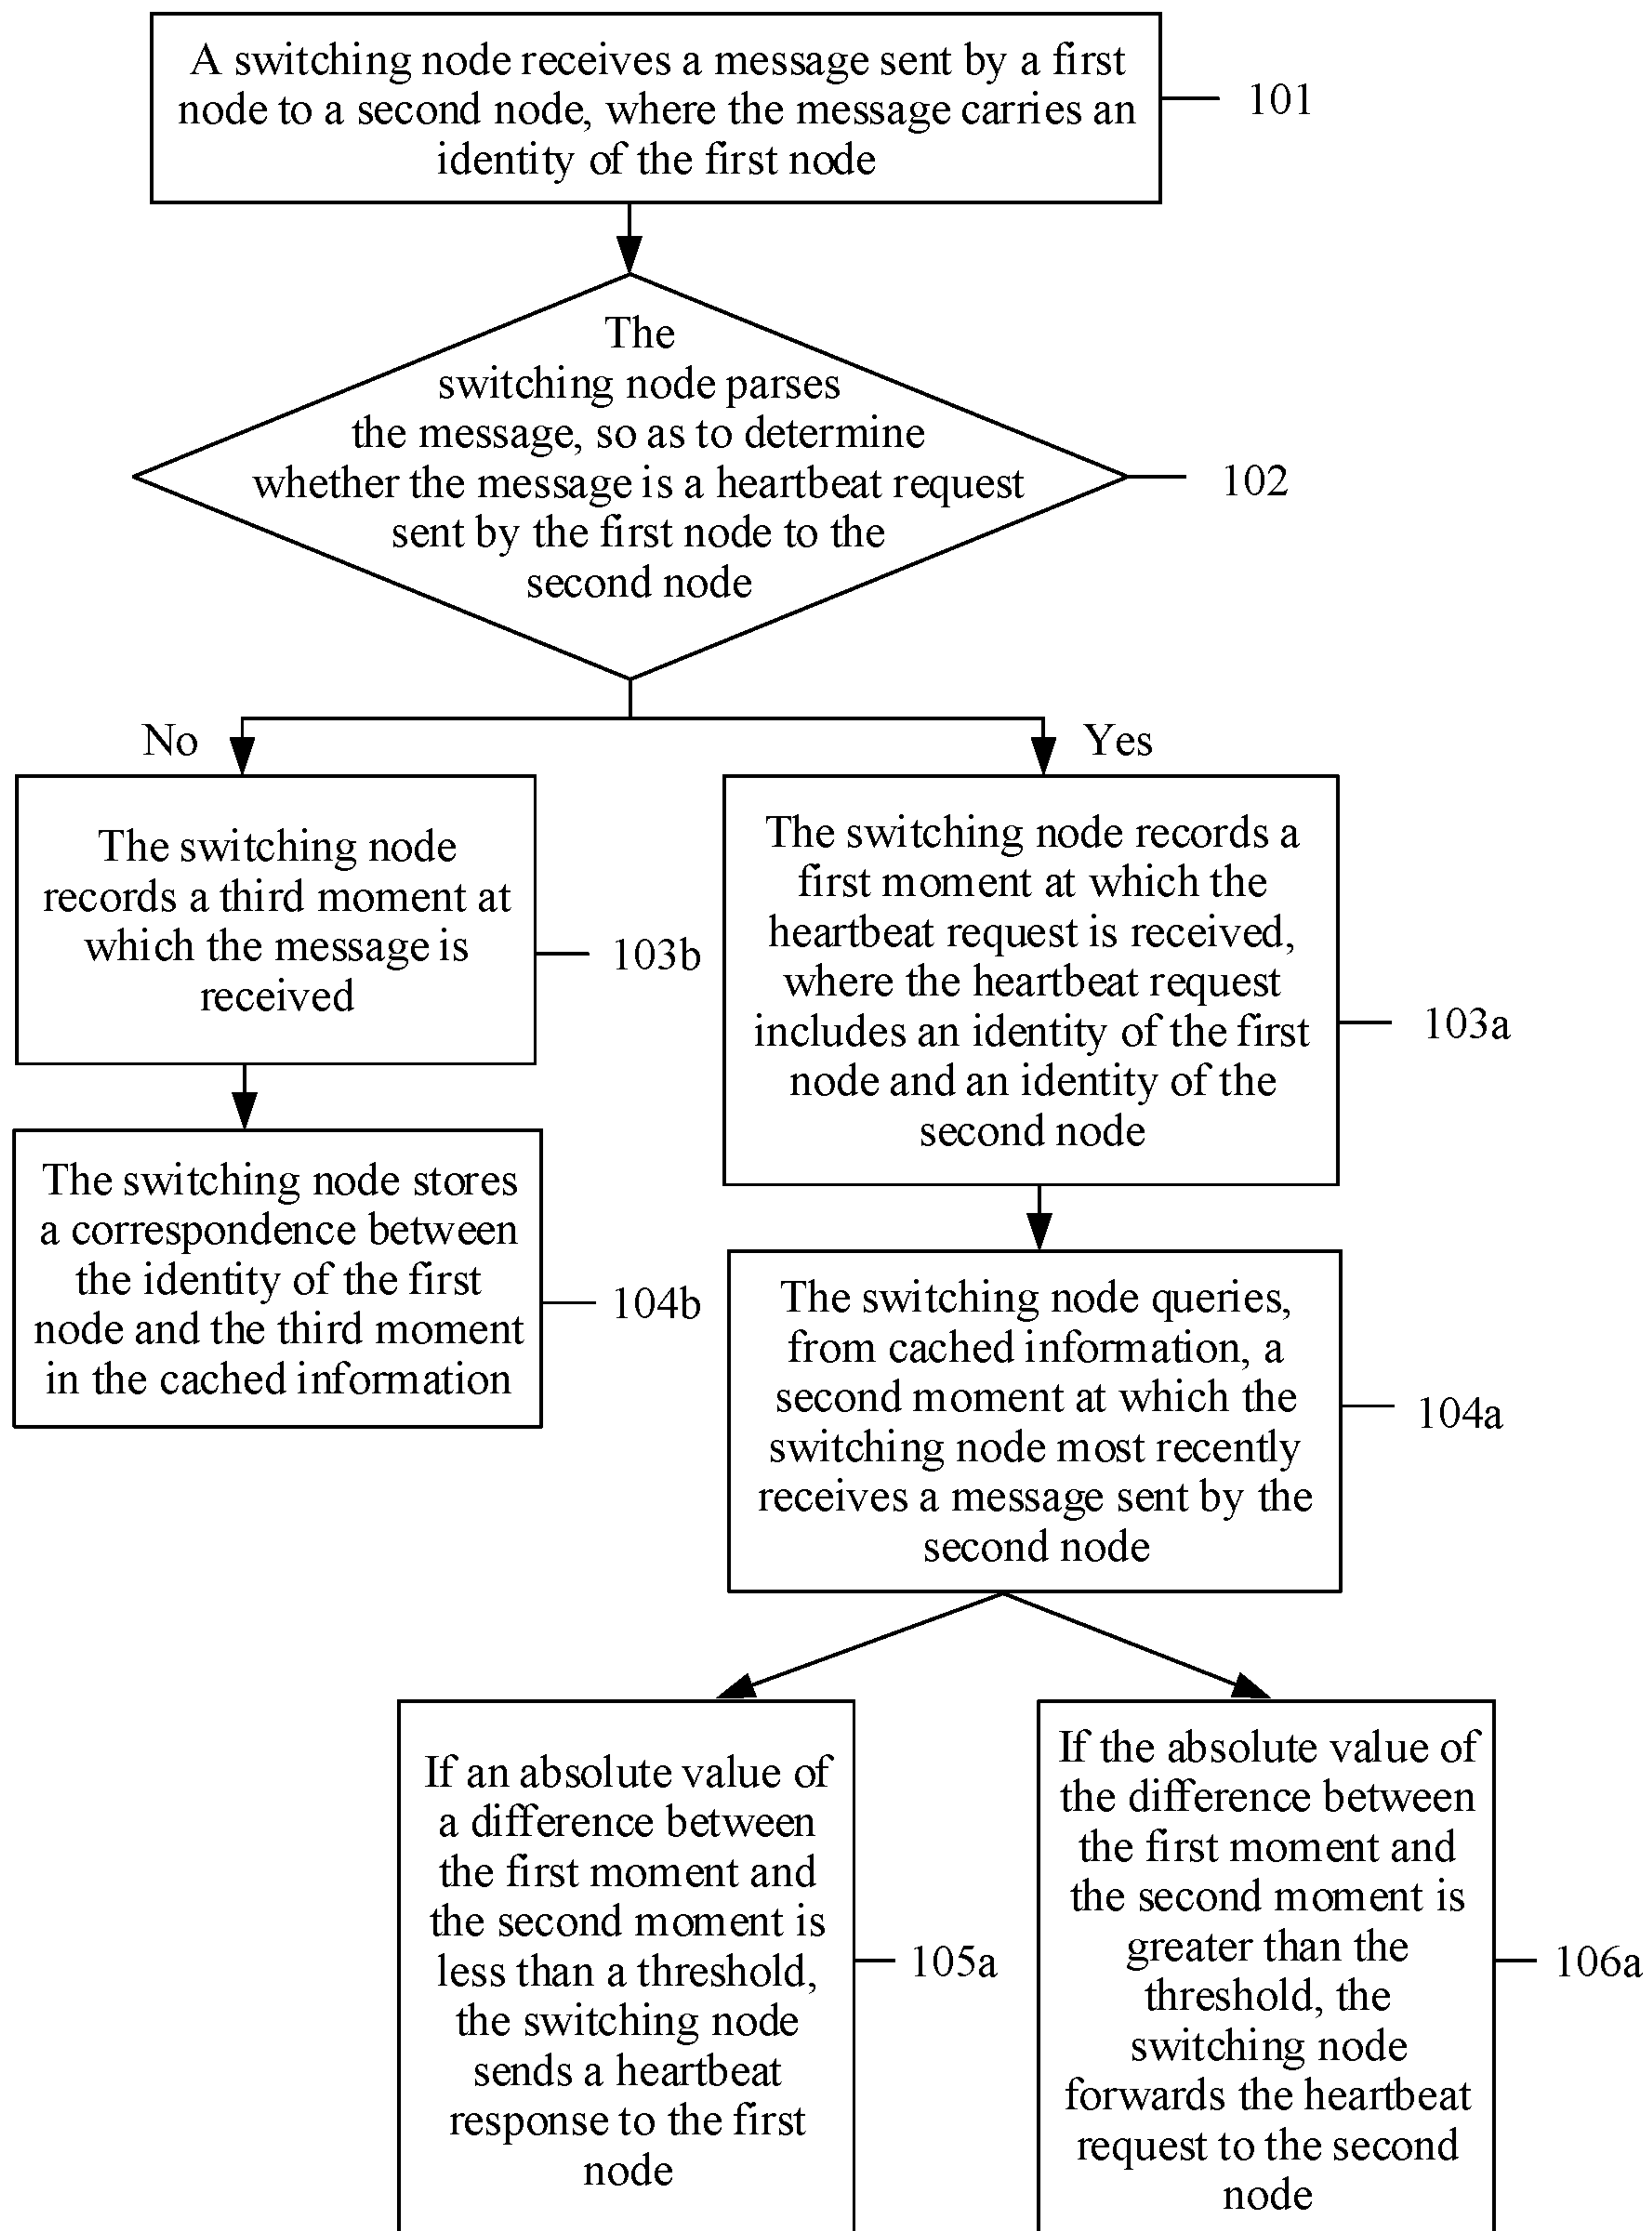 A switching node receives a message sent by a first
node to a second node, where the message carries an
identity of the first node
101
The
switching node parses
the message, so as to determine
whether the message is a heartbeat request
sent by the first node to the
second node
102
No
Yes
The switching node
records a third moment at
which the message is
received
103b
The switching node records a
first moment at which the
heartbeat request is received,
where the heartbeat request
includes an identity of the first
node and an identity of the
second node
103a
The switching node stores
a correspondence between
the identity of the first
node and the third moment
in the cached information
104b
The switching node queries,
from cached information, a
second moment at which the
switching node most recently
receives a message sent by the
second node
104a
If an absolute value of
a difference between
the first moment and
the second moment is
less than a threshold,
the switching node
sends a heartbeat
response to the first
node
105a
If the absolute value of
the difference between
the first moment and
the second moment is
greater than the
threshold, the
switching node
forwards the heartbeat
request to the second
node
106a